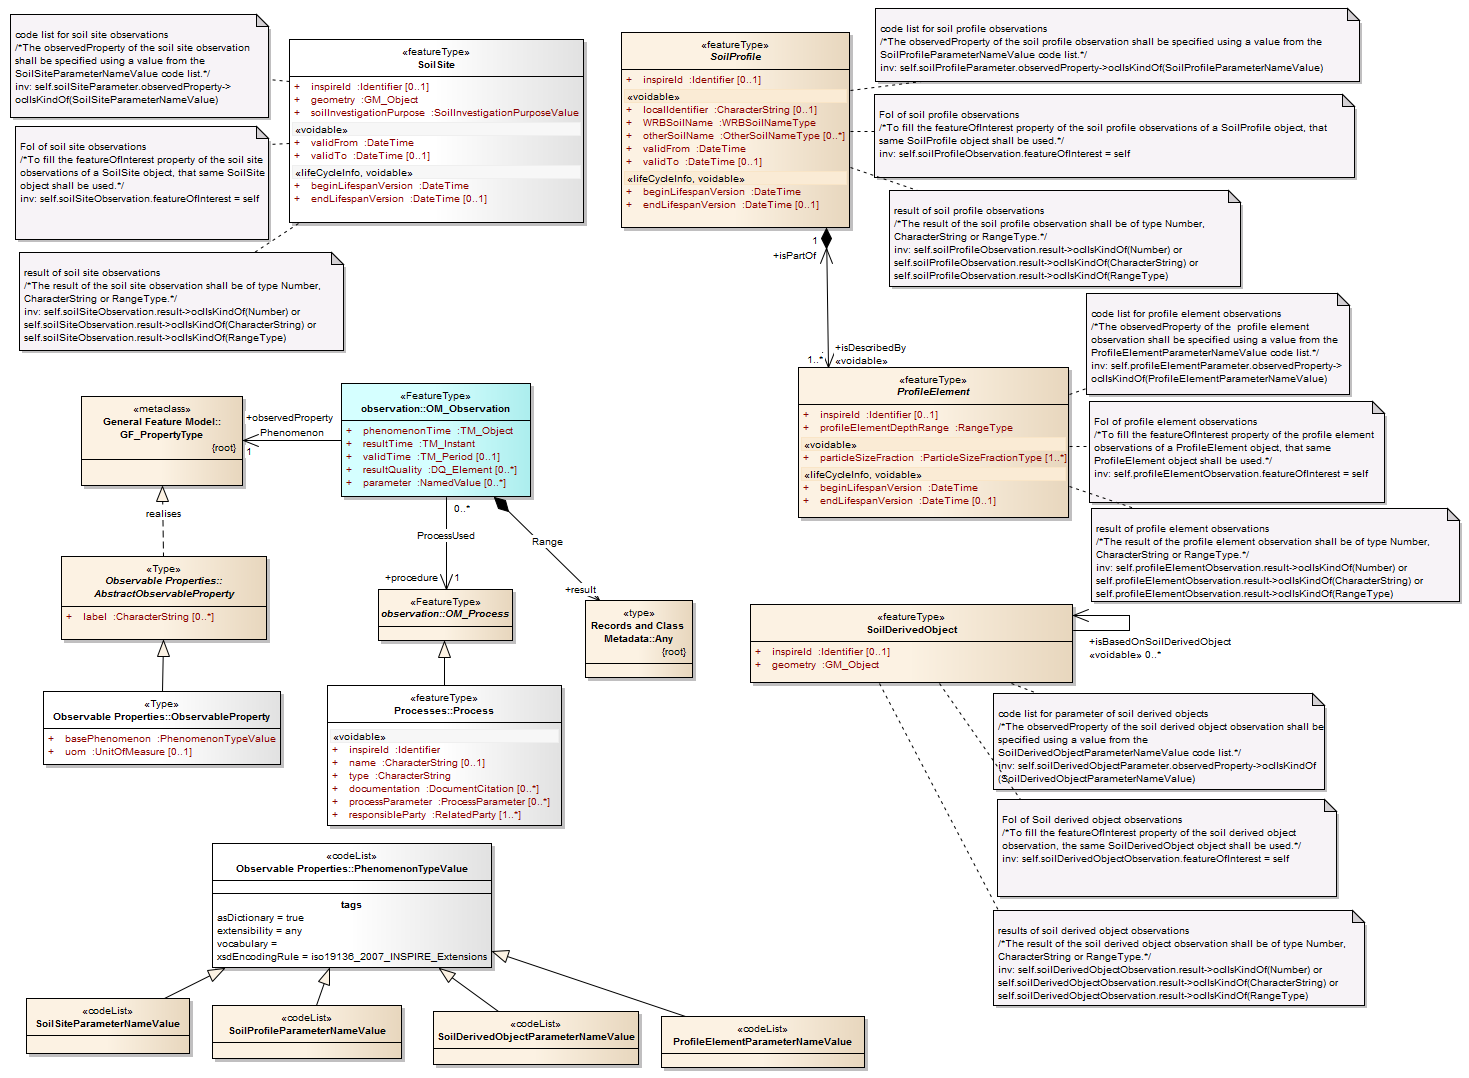 code list for soil site observations
/*The observedProperty of the soil site observation
shall be specified using a value from the
SoilSiteParameterNameValue code list.*/
inv: self.soilSiteParameter.observedProperty->
oclIsKindOf(SoilSiteParameterNameValue)
FoI of soil site observations
/*To fill the featureOfInterest property of the soil site
observations of a SoilSite object, that same SoilSite
object shall be used.*/
inv: self.soilSiteObservation.featureOfInterest = self
result of soil site observations
/*The result of the soil site observation shall be of type Number,
CharacterString or RangeType.*/
inv: self.soilSiteObservation.result->oclIsKindOf(Number) or
self.soilSiteObservation.result->oclIsKindOf(CharacterString) or
self.soilSiteObservation.result->oclIsKindOf(RangeType)
«featureType»
SoilSite
+ inspireId :Identifier [0..1]
+ geometry :GM_Object
+ soilInvestigationPurpose :SoilInvestigationPurposeValue
«voidable»
+ validFrom :DateTime
+ validTo :DateTime [0..1]
«lifeCycleInfo, voidable»
+ beginLifespanVersion :DateTime
+ endLifespanVersion :DateTime [0..1]
«featureType»
SoilProfile
+ inspireId :Identifier [0..1]
«voidable»
+ localIdentifier :CharacterString [0..1]
+ WRBSoilName :WRBSoilNameType
+ otherSoilName :OtherSoilNameType [0..*]
+ validFrom :DateTime
+ validTo :DateTime [0..1]
«lifeCycleInfo, voidable»
+ beginLifespanVersion :DateTime
+ endLifespanVersion :DateTime [0..1]
code list for soil profile observations
/*The observedProperty of the soil profile observation shall be specified using a value from the
SoilProfileParameterNameValue code list.*/
inv: self.soilProfileParameter.observedProperty->oclIsKindOf(SoilProfileParameterNameValue)
FoI of soil profile observations
/*To fill the featureOfInterest property of the soil profile observations of a SoilProfile object, that
same SoilProfile object shall be used.*/
inv: self.soilProfileObservation.featureOfInterest = self
result of soil profile observations
/*The result of the soil profile observation shall be of type Number,
CharacterString or RangeType.*/
inv: self.soilProfileObservation.result->oclIsKindOf(Number) or
self.soilProfileObservation.result->oclIsKindOf(CharacterString) or
self.soilProfileObservation.result->oclIsKindOf(RangeType)
1
+isPartOf
+isDescribedBy
1..* «voidable»
«featureType»
ProfileElement
+ inspireId :Identifier [0..1]
+ profileElementDepthRange :RangeType
«voidable»
+ particleSizeFraction :ParticleSizeFractionType [1..*]
«lifeCycleInfo, voidable»
+ beginLifespanVersion :DateTime
+ endLifespanVersion :DateTime [0..1]
code list for profile element observations
/*The observedProperty of the  profile element
observation shall be specified using a value from the
ProfileElementParameterNameValue code list.*/
inv: self.profileElementParameter.observedProperty->
oclIsKindOf(ProfileElementParameterNameValue)
FoI of profile element observations
/*To fill the featureOfInterest property of the profile element
observations of a ProfileElement object, that same
ProfileElement object shall be used.*/
inv: self.profileElementObservation.featureOfInterest = self
result of profile element observations
/*The result of the profile element observation shall be of type Number,
CharacterString or RangeType.*/
inv: self.profileElementObservation.result->oclIsKindOf(Number) or
self.profileElementObservation.result->oclIsKindOf(CharacterString) or
self.profileElementObservation.result->oclIsKindOf(RangeType)
«metaclass»
General Feature Model::
GF_PropertyType
{root}
+observedProperty
Phenomenon
1
«FeatureType»
observation::OM_Observation
+ phenomenonTime :TM_Object
+ resultTime :TM_Instant
+ validTime :TM_Period [0..1]
+ resultQuality :DQ_Element [0..*]
+ parameter :NamedValue [0..*]
realises
0..*
ProcessUsed
+procedure 1
Range
+result
«Type»
Observable Properties::
AbstractObservableProperty
+ label :CharacterString [0..*]
«FeatureType»
observation::OM_Process
«type»
Records and Class
Metadata::Any
{root}
«Type»
Observable Properties::ObservableProperty
+ basePhenomenon :PhenomenonTypeValue
+ uom :UnitOfMeasure [0..1]
«featureType»
Processes::Process
«voidable»
+ inspireId :Identifier
+ name :CharacterString [0..1]
+ type :CharacterString
+ documentation :DocumentCitation [0..*]
+ processParameter :ProcessParameter [0..*]
+ responsibleParty :RelatedParty [1..*]
«featureType»
SoilDerivedObject
+ inspireId :Identifier [0..1]
+ geometry :GM_Object
+isBasedOnSoilDerivedObject
«voidable» 0..*
code list for parameter of soil derived objects
/*The observedProperty of the soil derived object observation shall be
specified using a value from the
SoilDerivedObjectParameterNameValue code list.*/
inv: self.soilDerivedObjectParameter.observedProperty->oclIsKindOf
(SoilDerivedObjectParameterNameValue)
FoI of Soil derived object observations
/*To fill the featureOfInterest property of the soil derived object
observation, the same SoilDerivedObject object shall be used.*/
inv: self.soilDerivedObjectObservation.featureOfInterest = self
results of soil derived object observations
/*The result of the soil derived object observation shall be of type Number,
CharacterString or RangeType.*/
inv: self.soilDerivedObjectObservation.result->oclIsKindOf(Number) or
self.soilDerivedObjectObservation.result->oclIsKindOf(CharacterString) or
self.soilDerivedObjectObservation.result->oclIsKindOf(RangeType)
«codeList»
Observable Properties::PhenomenonTypeValue
tags
asDictionary = true
extensibility = any
vocabulary =
xsdEncodingRule = iso19136_2007_INSPIRE_Extensions
«codeList»
SoilSiteParameterNameValue
«codeList»
SoilProfileParameterNameValue
«codeList»
SoilDerivedObjectParameterNameValue
«codeList»
ProfileElementParameterNameValue